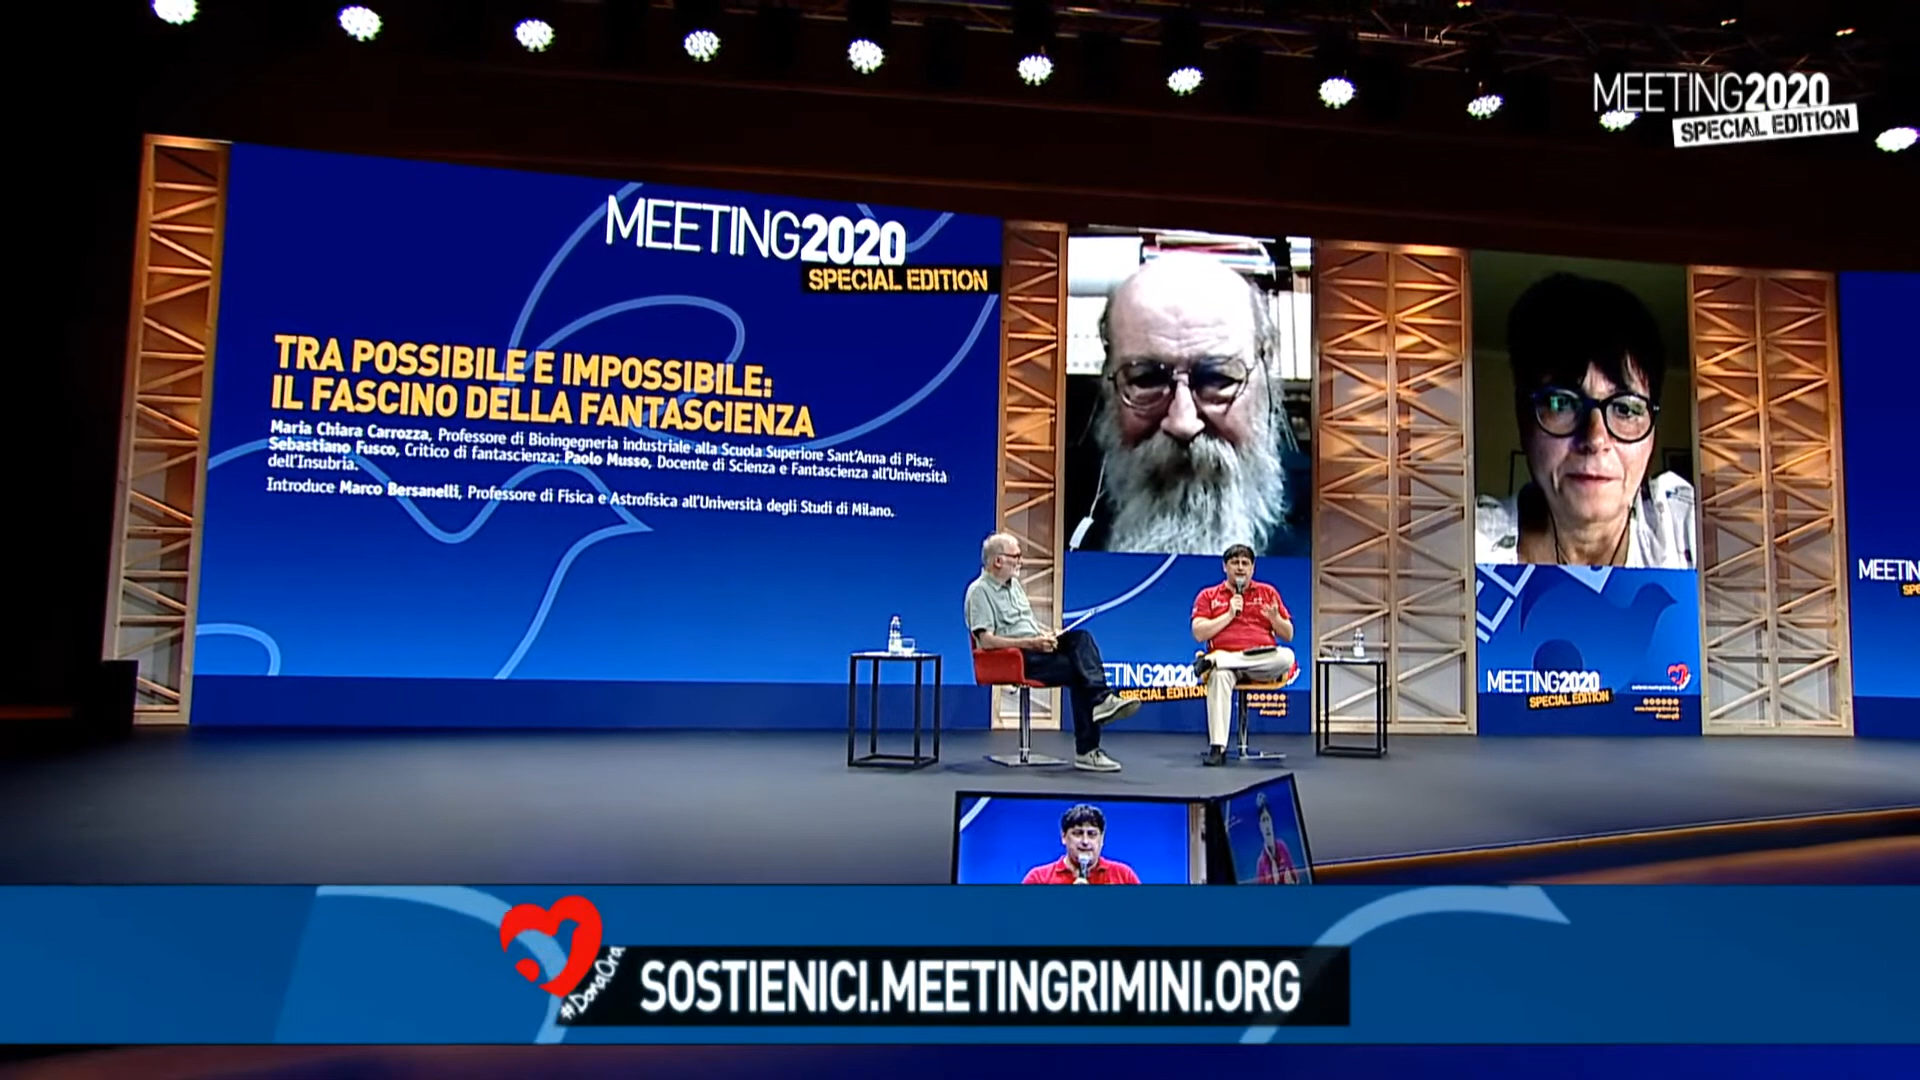 MEETING2020
SPECIAL EDITION
MEETING2020
SPECIAL EDITION
TRA POSSIBILE E IMPOSSIBILE:
IL FASCINO DELLA FANTASCIENZA
Maria Chiara Carrozza, Professore di Bioingegneria industriale alla Scuola Superiore Sant'Anna di Pisa;
Sebastiano Fusco, Critico di fantascienza; Paolo Musso, Docente di Scienza e Fantascienza all'Università
dell'Insubria.
Introduce Marco Bersanelli, Professore di Fisica e Astrofisica all'Università degli Studi di Milano.
MEETIN
ETING2020
SPECIAL EDITION
MEETING2020
SPECIAL EDITION
#DonaOra
SOSTIENICI.MEETINGRIMINI.ORG